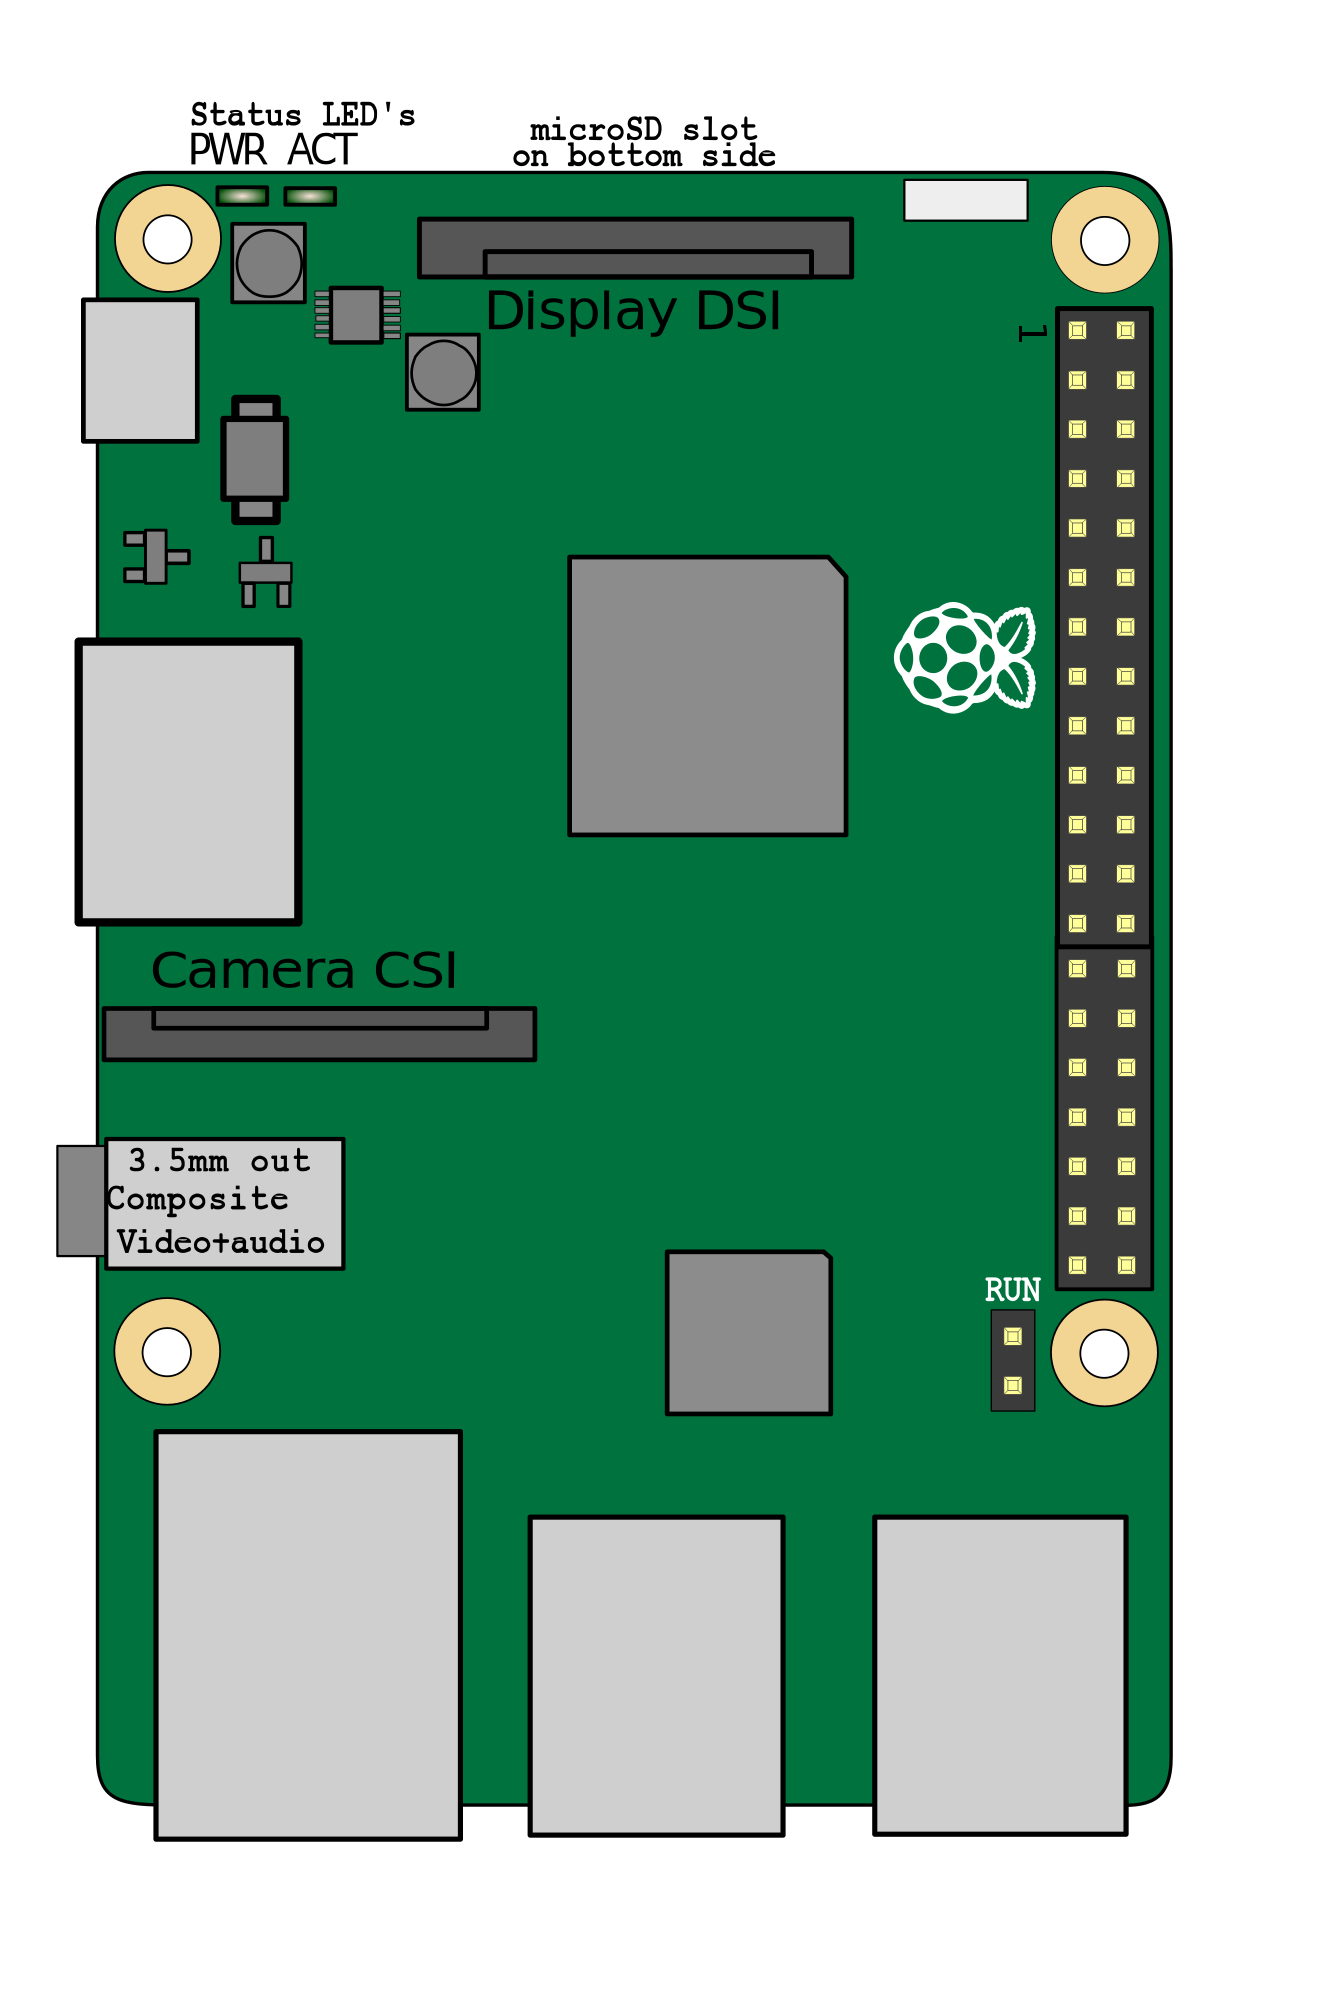 Status LED's
PWR ACT
microSD slot
on bottom side
Display DSI
1
Camera CSI
3.5mm out
Composite
Video+audio
RUN